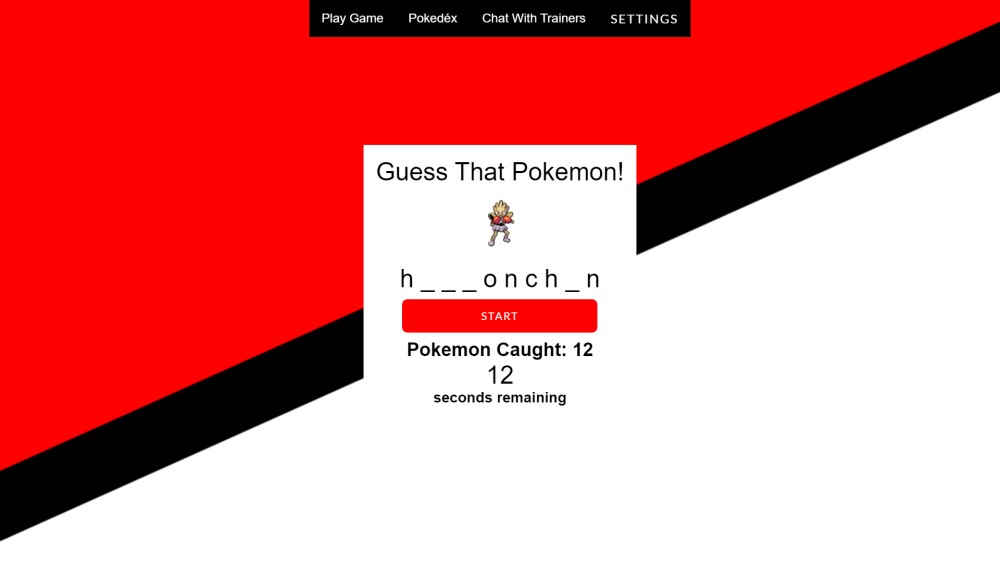 Play Game Pokedéx Chat With Trainers SETTINGS
Guess That Pokemon!
h _ _ _ o n c h _ n
START
Pokemon Caught: 12
12
seconds remaining